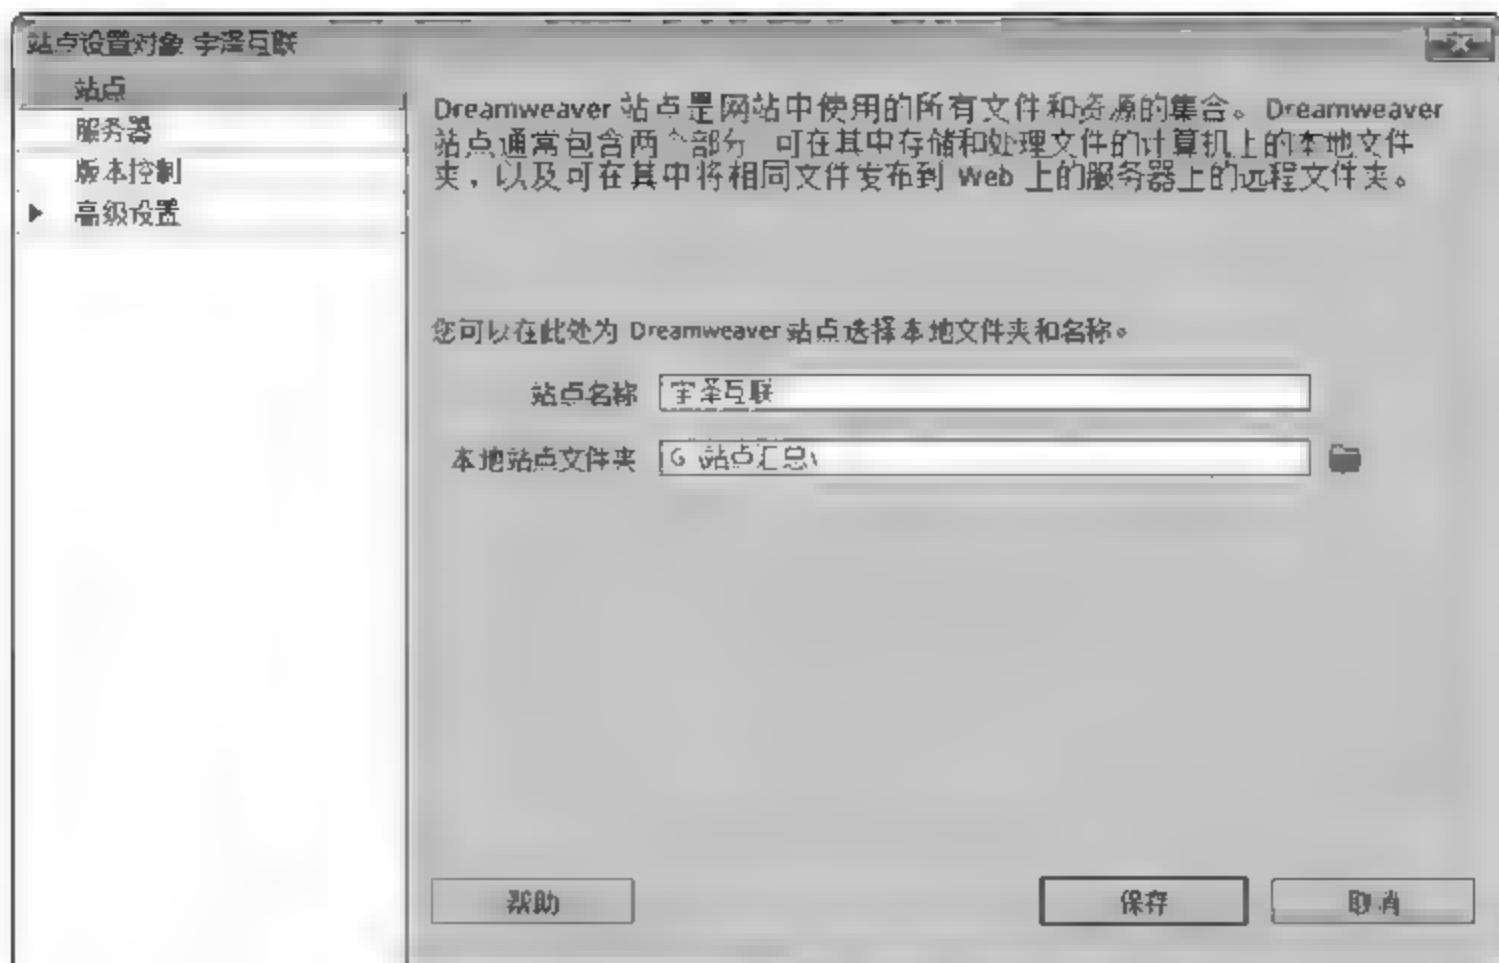 站点设置对象 宇泽互联
站点
服务器
版本控制
高级设置
Dreamweaver 站点是网站中使用的所有文件和资源的集合。Dreamweaver
站点通常包含两个部分 可在其中存储和处理文件的计算机上的本地文件
夹，以及可在其中将相同文件发布到 Web 上的服务器上的远程文件夹。
您可以在此处为 Dreamweaver 站点选择本地文件夹和名称。
站点名称 宇泽互联
本地站点文件夹 G \站点汇总\
帮助 保存 取消